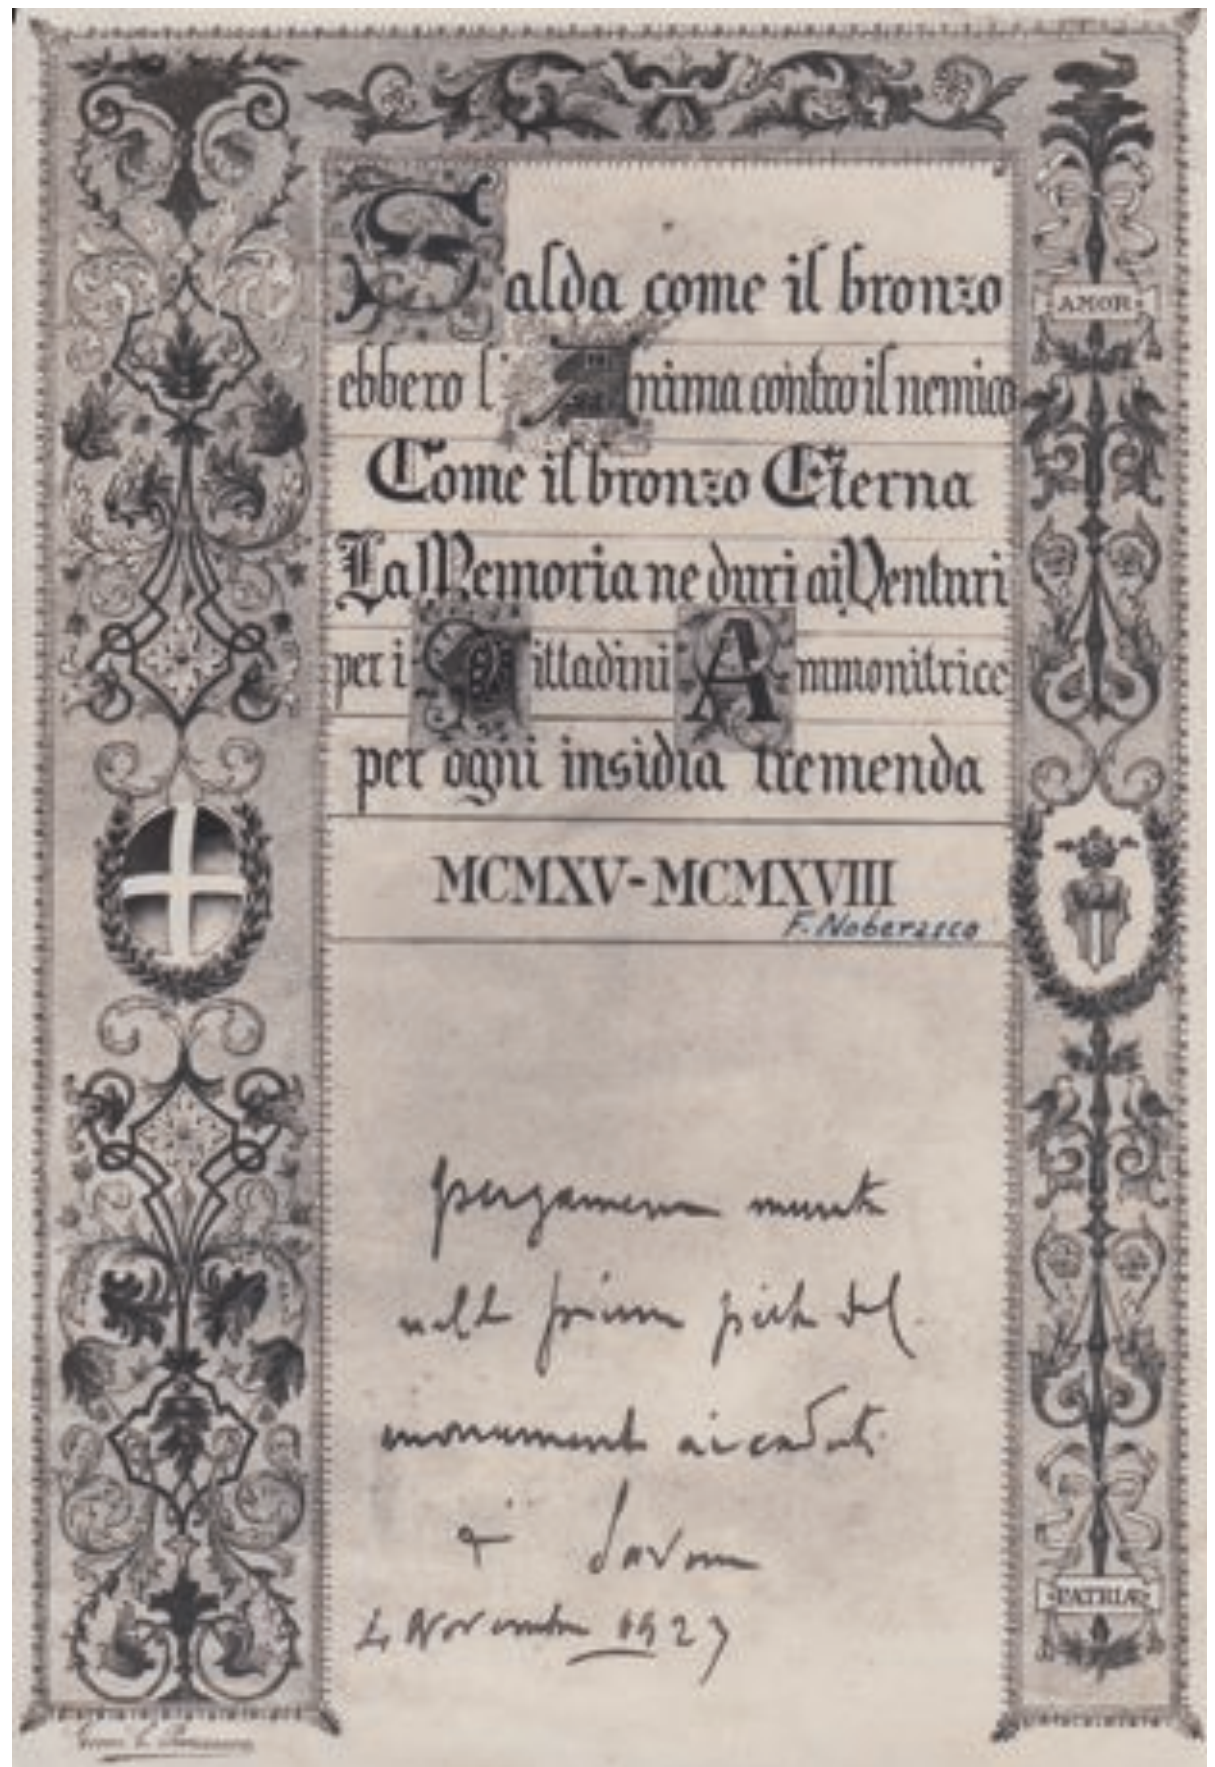 Salda come il bronzo
ebbero l'Anima contro il nemico
Come il bronzo Eterna
La Memoria ne duri ai Venturi
per i Cittadini Ammonitrice
per ogni insidia tremenda
MCMXV-MCMXVIII
F. Noberasco
AMOR
PATRIAE
pergamena murata
nella prima pietra del
monumento ai caduti
di Savona
4 Novembre 1923